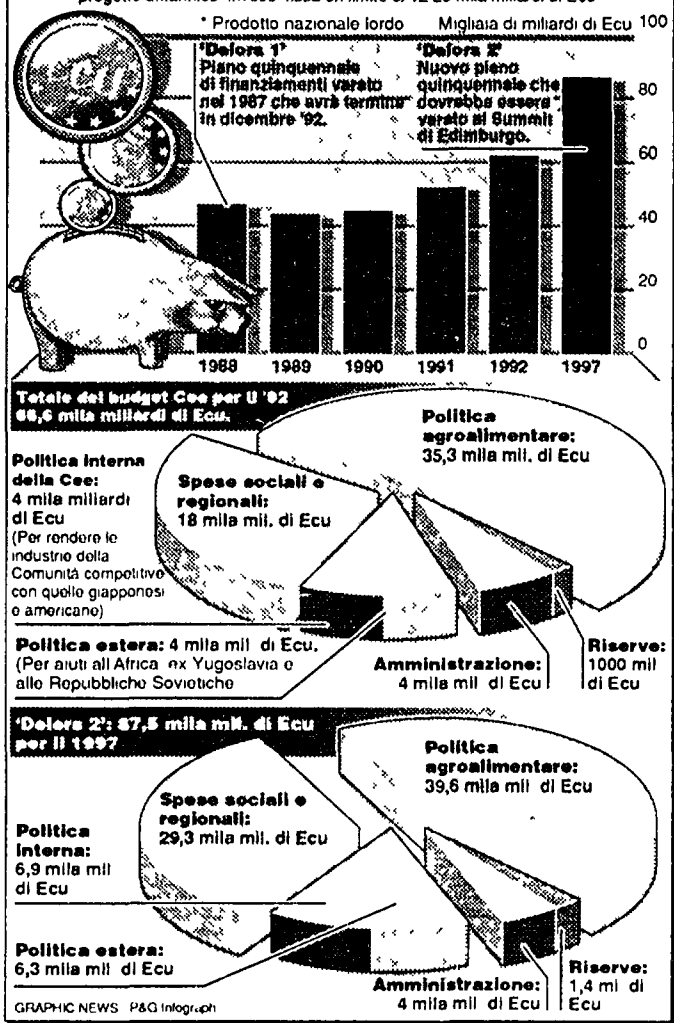 * Prodotto nazionale lordo
Migliaia di miliardi di Ecu 100
'Delors 1'
Piano quinquennale
di finanziamenti varato
nel 1987 che avrà termine
in dicembre '92.
'Delors 2'
Nuovo piano
quinquennale che
dovrebbe essere
varato al Summit
di Edimburgo.
80
60
40
20
0
ecu
1988 1989 1990 1991 1992 1997
Totale del budget Cee per il '92
66,6 mila miliardi di Ecu.
Politica
agroalimentare:
35,3 mila mil. di Ecu
Spese sociali e
regionali:
18 mila mil. di Ecu
Politica interna
della Cee:
4 mila miliardi
di Ecu
(Per rendere le
industrie della
Comunità competitive
con quelle giapponesi
e americane)
Politica estera: 4 mila mil di Ecu.
(Per aiuti all Africa ex Yugoslavia e
alle Repubbliche Sovietiche
Amministrazione:
4 mila mil di Ecu
Riserve:
1000 mil
di Ecu
'Delors 2': 87,5 mila mil. di Ecu
per il 1997
Politica
agroalimentare:
39,6 mila mil di Ecu
Spese sociali e
regionali:
29,3 mila mil. di Ecu
Politica
interna:
6,9 mila mil
di Ecu
Politica estera:
6,3 mila mil di Ecu
Amministrazione:
4 mila mil di Ecu
Riserve:
1,4 mi di
Ecu
GRAPHIC NEWS P&G Infograph